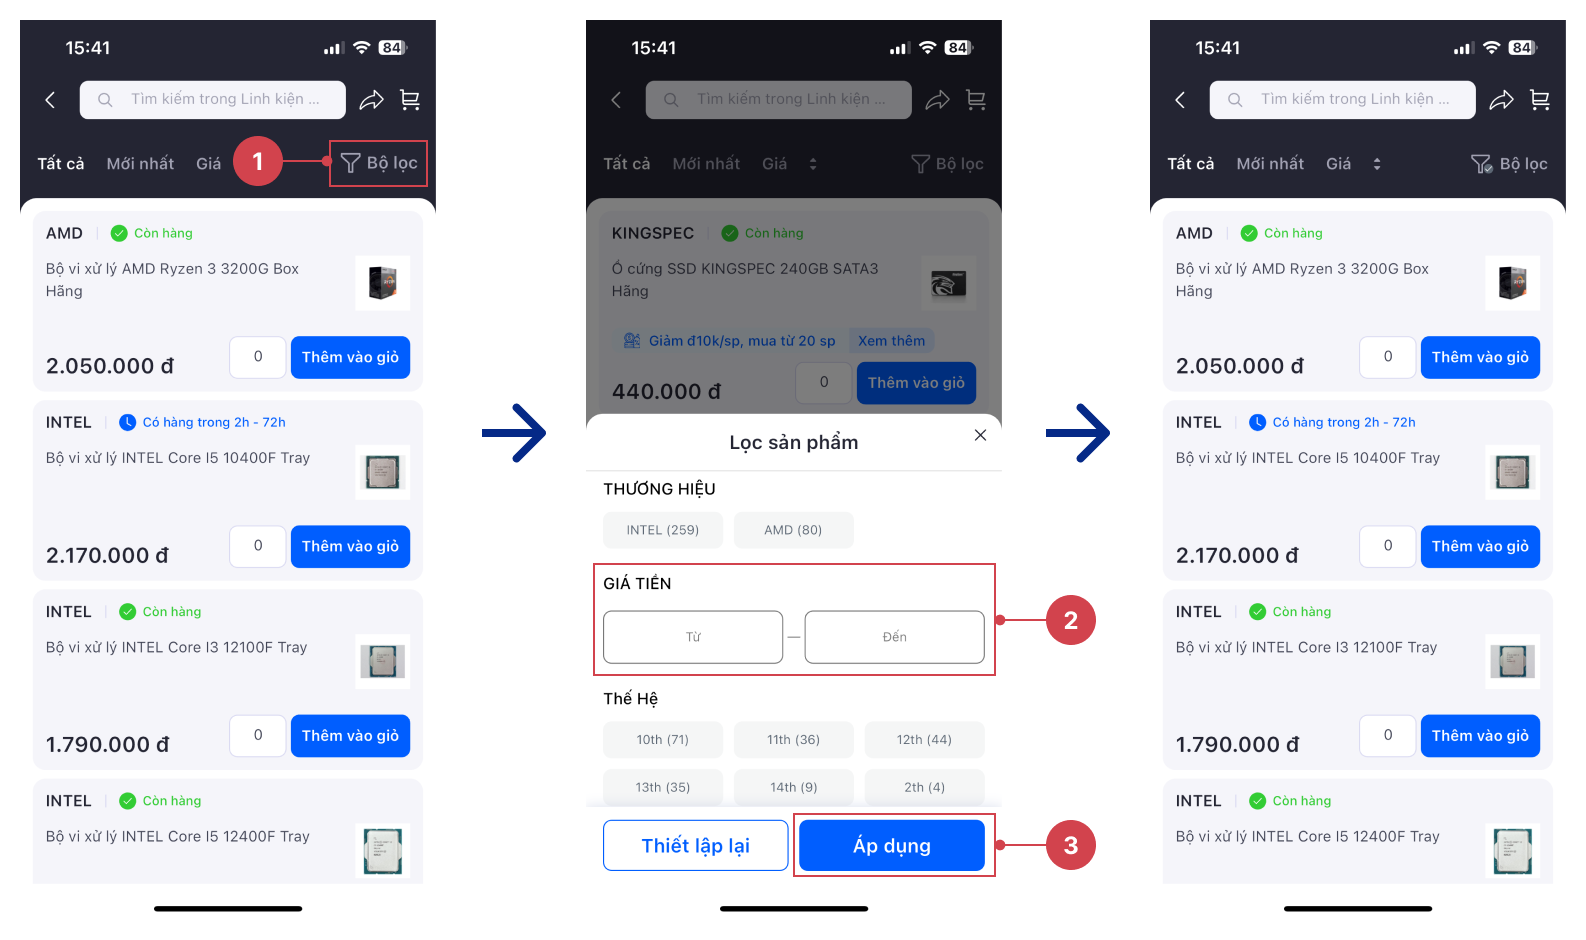 15:41
84
Tìm kiếm trong Linh kiện ...
Tất cả
Mới nhất
Giá
1
Bộ lọc
AMD
Còn hàng
Bộ vi xử lý AMD Ryzen 3 3200G Box
Hãng
2.050.000 đ
0
Thêm vào giỏ
INTEL
Có hàng trong 2h - 72h
Bộ vi xử lý INTEL Core I5 10400F Tray
2.170.000 đ
0
Thêm vào giỏ
INTEL
Còn hàng
Bộ vi xử lý INTEL Core I3 12100F Tray
1.790.000 đ
0
Thêm vào giỏ
INTEL
Còn hàng
Bộ vi xử lý INTEL Core I5 12400F Tray
15:41
84
Tìm kiếm trong Linh kiện ...
Tất cả
Mới nhất
Giá
Bộ lọc
KINGSPEC
Còn hàng
Ổ cứng SSD KINGSPEC 240GB SATA3
Hãng
Giảm đ10k/sp, mua từ 20 sp
Xem thêm
440.000 đ
0
Thêm vào giỏ
Lọc sản phẩm
THƯƠNG HIỆU
INTEL (259)
AMD (80)
GIÁ TIỀN
Từ
—
Đến
2
Thế Hệ
10th (71)
11th (36)
12th (44)
13th (35)
14th (9)
2th (4)
Thiết lập lại
Áp dụng
3
15:41
84
Tìm kiếm trong Linh kiện ...
Tất cả
Mới nhất
Giá
Bộ lọc
AMD
Còn hàng
Bộ vi xử lý AMD Ryzen 3 3200G Box
Hãng
2.050.000 đ
0
Thêm vào giỏ
INTEL
Có hàng trong 2h - 72h
Bộ vi xử lý INTEL Core I5 10400F Tray
2.170.000 đ
0
Thêm vào giỏ
INTEL
Còn hàng
Bộ vi xử lý INTEL Core I3 12100F Tray
1.790.000 đ
0
Thêm vào giỏ
INTEL
Còn hàng
Bộ vi xử lý INTEL Core I5 12400F Tray